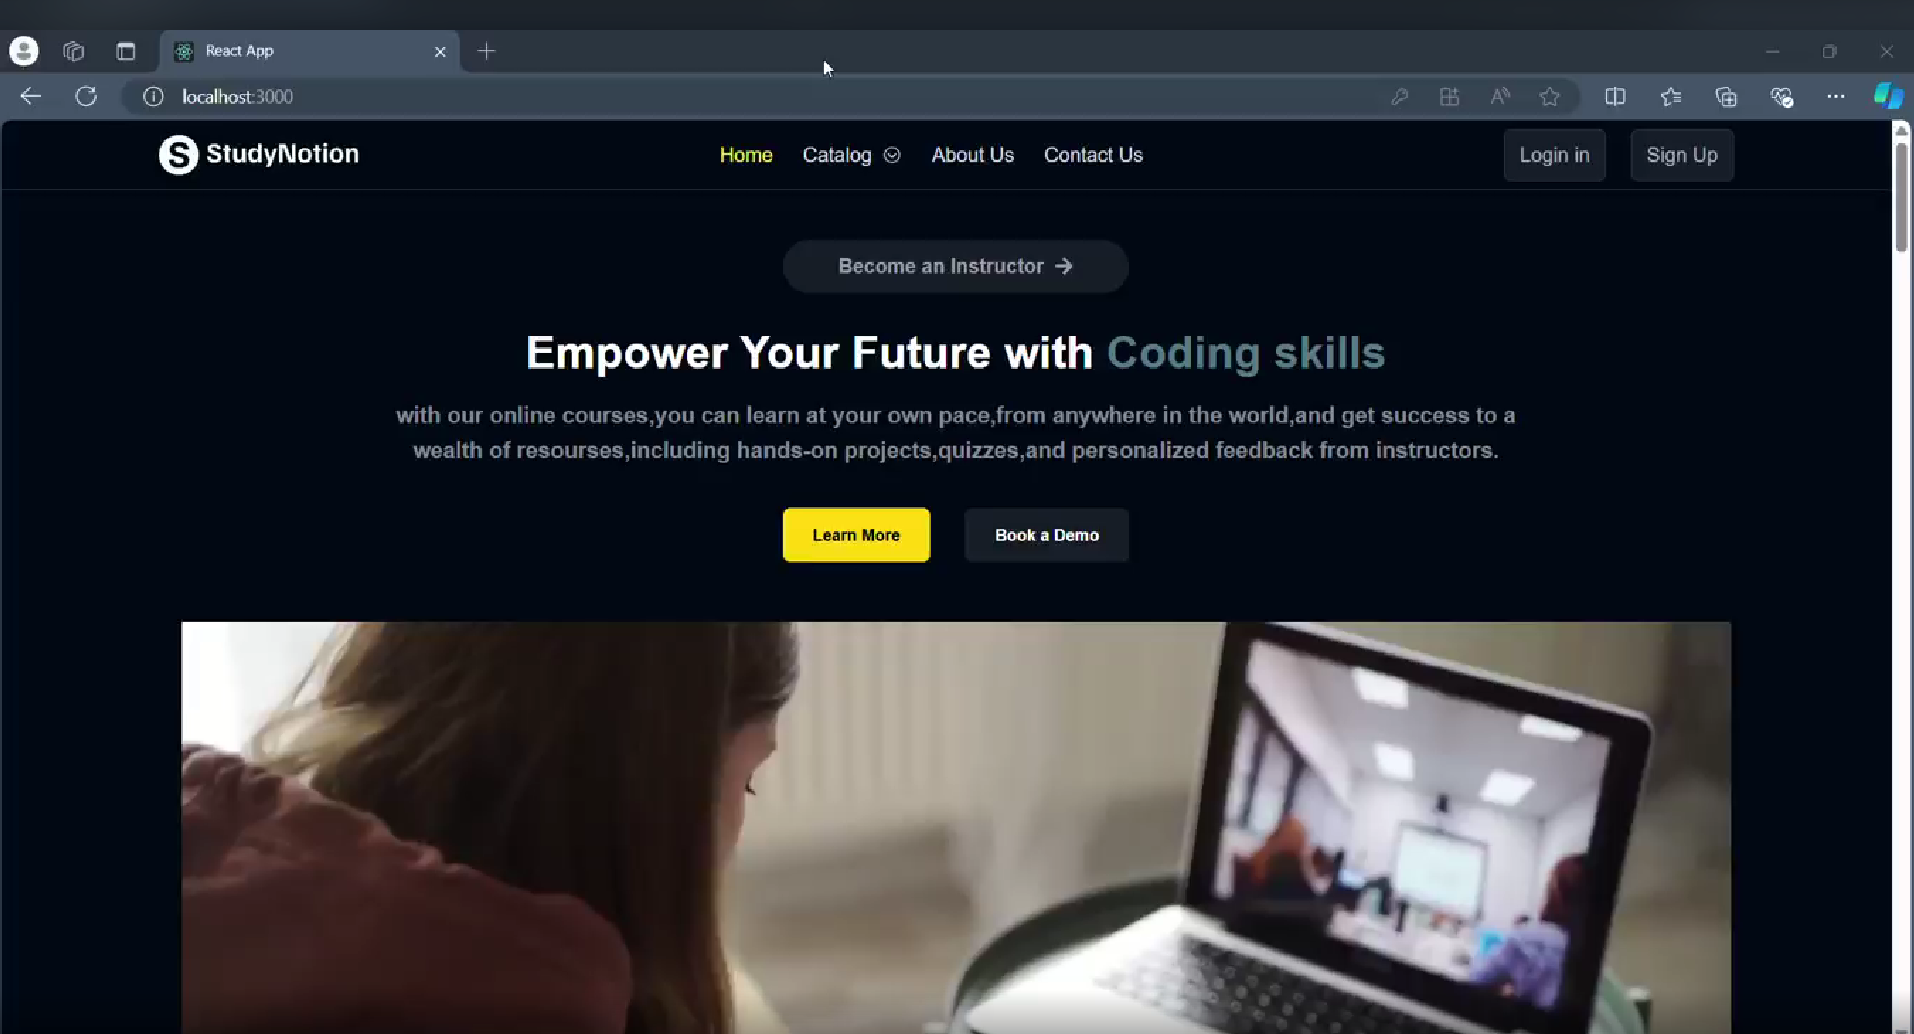 React App
localhost:3000
StudyNotion
Home Catalog About Us Contact Us
Login in Sign Up
Become an Instructor →
Empower Your Future with Coding skills
with our online courses,you can learn at your own pace,from anywhere in the world,and get success to a
wealth of resourses,including hands-on projects,quizzes,and personalized feedback from instructors.
Learn More Book a Demo